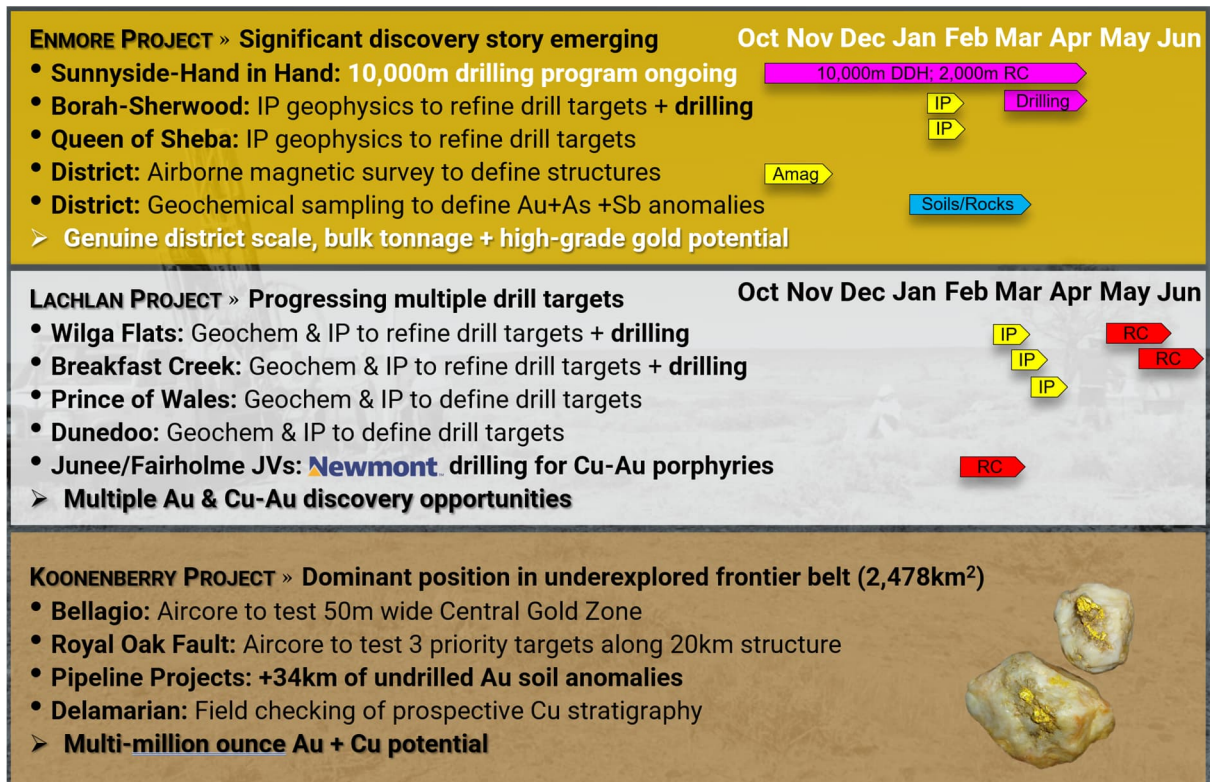 ENMORE PROJECT » Significant discovery story emerging
Oct Nov Dec Jan Feb Mar Apr May Jun
• Sunnyside-Hand in Hand: 10,000m drilling program ongoing
10,000m DDH; 2,000m RC
• Borah-Sherwood: IP geophysics to refine drill targets + drilling
IP
Drilling
• Queen of Sheba: IP geophysics to refine drill targets
IP
• District: Airborne magnetic survey to define structures
Amag
• District: Geochemical sampling to define Au+As +Sb anomalies
Soils/Rocks
➢ Genuine district scale, bulk tonnage + high-grade gold potential
LACHLAN PROJECT » Progressing multiple drill targets
Oct Nov Dec Jan Feb Mar Apr May Jun
• Wilga Flats: Geochem & IP to refine drill targets + drilling
IP
RC
• Breakfast Creek: Geochem & IP to refine drill targets + drilling
IP
RC
• Prince of Wales: Geochem & IP to define drill targets
IP
• Dunedoo: Geochem & IP to define drill targets
• Junee/Fairholme JVs: Newmont™ drilling for Cu-Au porphyries
RC
➢ Multiple Au & Cu-Au discovery opportunities
KOONENBERRY PROJECT » Dominant position in underexplored frontier belt (2,478km²)
• Bellagio: Aircore to test 50m wide Central Gold Zone
• Royal Oak Fault: Aircore to test 3 priority targets along 20km structure
• Pipeline Projects: +34km of undrilled Au soil anomalies
• Delamarian: Field checking of prospective Cu stratigraphy
➢ Multi-million ounce Au + Cu potential